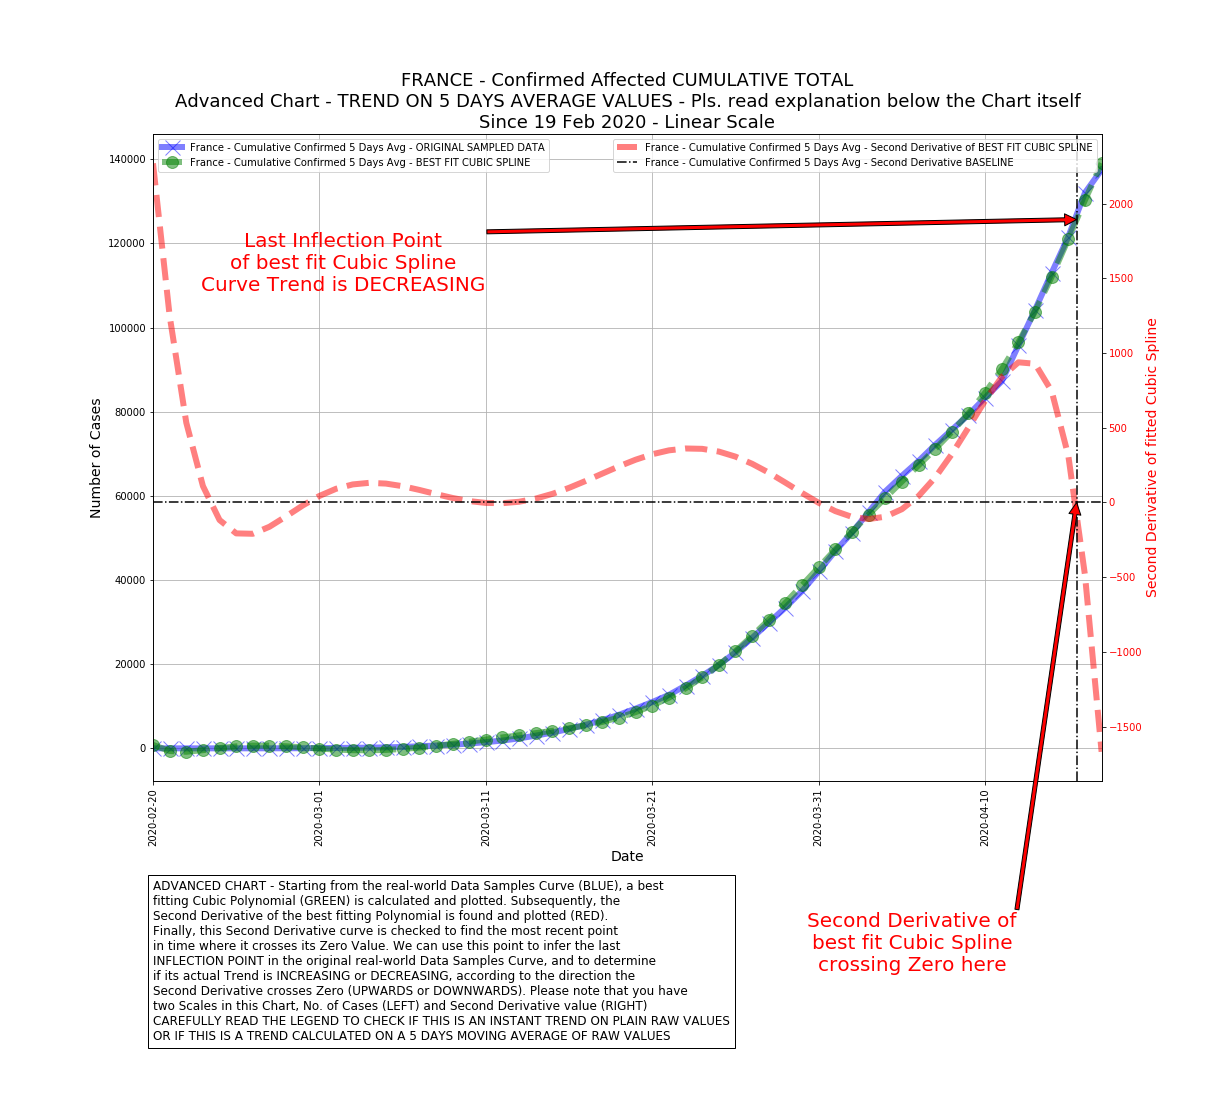 FRANCE - Confirmed Affected CUMULATIVE TOTAL
Advanced Chart - TREND ON 5 DAYS AVERAGE VALUES - Pls. read explanation below the Chart itself
Since 19 Feb 2020 - Linear Scale
France - Cumulative Confirmed 5 Days Avg - ORIGINAL SAMPLED DATA
France - Cumulative Confirmed 5 Days Avg - BEST FIT CUBIC SPLINE
France - Cumulative Confirmed 5 Days Avg - Second Derivative of BEST FIT CUBIC SPLINE
France - Cumulative Confirmed 5 Days Avg - Second Derivative BASELINE
Last Inflection Point
of best fit Cubic Spline
Curve Trend is DECREASING
Number of Cases
140000
120000
100000
80000
60000
40000
20000
0
2000
1500
1000
500
0
−500
−1000
−1500
Second Derivative of fitted Cubic Spline
2020-02-20
2020-03-01
2020-03-11
2020-03-21
2020-03-31
2020-04-10
Date
ADVANCED CHART - Starting from the real-world Data Samples Curve (BLUE), a best
fitting Cubic Polynomial (GREEN) is calculated and plotted. Subsequently, the
Second Derivative of the best fitting Polynomial is found and plotted (RED).
Finally, this Second Derivative curve is checked to find the most recent point
in time where it crosses its Zero Value. We can use this point to infer the last
INFLECTION POINT in the original real-world Data Samples Curve, and to determine
if its actual Trend is INCREASING or DECREASING, according to the direction the
Second Derivative crosses Zero (UPWARDS or DOWNWARDS). Please note that you have
two Scales in this Chart, No. of Cases (LEFT) and Second Derivative value (RIGHT)
CAREFULLY READ THE LEGEND TO CHECK IF THIS IS AN INSTANT TREND ON PLAIN RAW VALUES
OR IF THIS IS A TREND CALCULATED ON A 5 DAYS MOVING AVERAGE OF RAW VALUES
Second Derivative of
best fit Cubic Spline
crossing Zero here